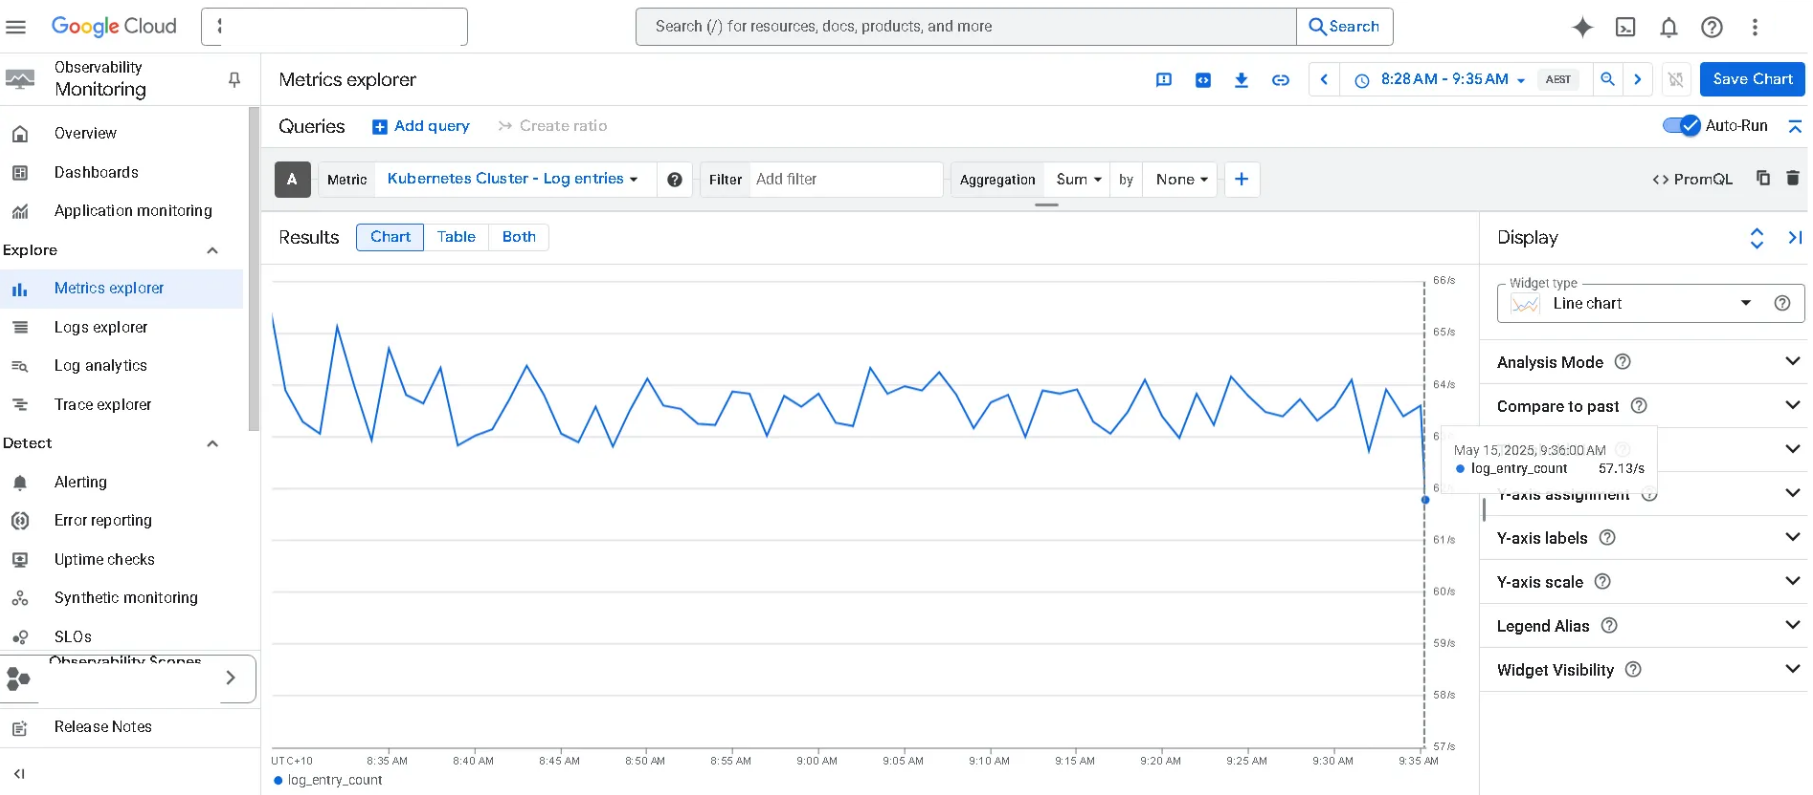 Google Cloud
Search (/) for resources, docs, products, and more
Search
Observability
Monitoring
Metrics explorer
8:28 AM - 9:35 AM
AEST
Save Chart
Overview
Dashboards
Application monitoring
Explore
Metrics explorer
Logs explorer
Log analytics
Trace explorer
Detect
Alerting
Error reporting
Uptime checks
Synthetic monitoring
SLOs
Observability Scopes
Release Notes
Queries
Add query
Create ratio
Auto-Run
A
Metric
Kubernetes Cluster - Log entries
Filter
Add filter
Aggregation
Sum
by
None
<> PromQL
Results
Chart
Table
Both
66/s
65/s
64/s
61/s
60/s
59/s
58/s
57/s
May 15, 2025, 9:36:00 AM
log_entry_count 57.13/s
UTC+10
8:35 AM
8:40 AM
8:45 AM
8:50 AM
8:55 AM
9:00 AM
9:05 AM
9:10 AM
9:15 AM
9:20 AM
9:25 AM
9:30 AM
9:35 AM
log_entry_count
Display
Widget type
Line chart
Analysis Mode
Compare to past
Y-axis assignment
Y-axis labels
Y-axis scale
Legend Alias
Widget Visibility